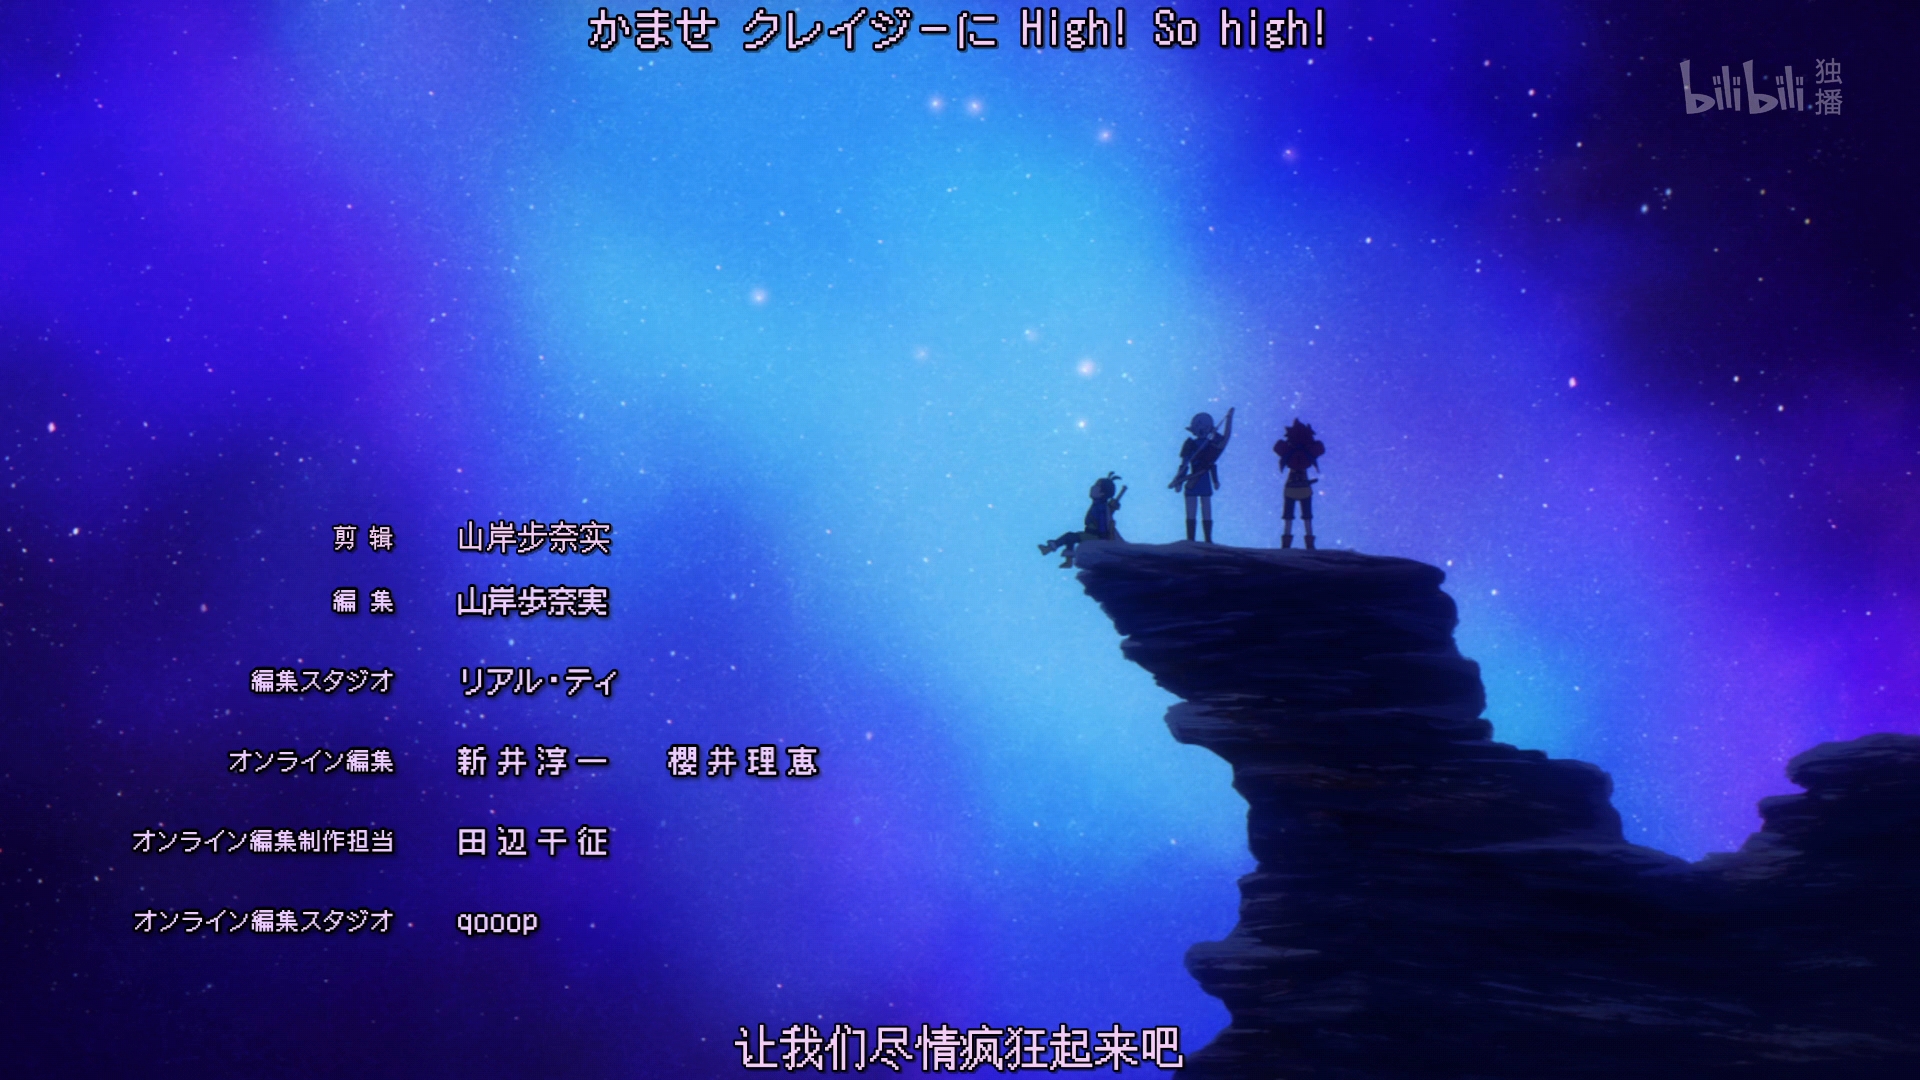 かませ クレイジーに High! So high!
bilibili 独播
剪辑 山岸步奈实
編集 山岸歩奈実
編集スタジオ リアル・ティ
オンライン編集 新井淳一 櫻井理恵
オンライン編集制作担当 田辺干征
オンライン編集スタジオ qooop
让我们尽情疯狂起来吧